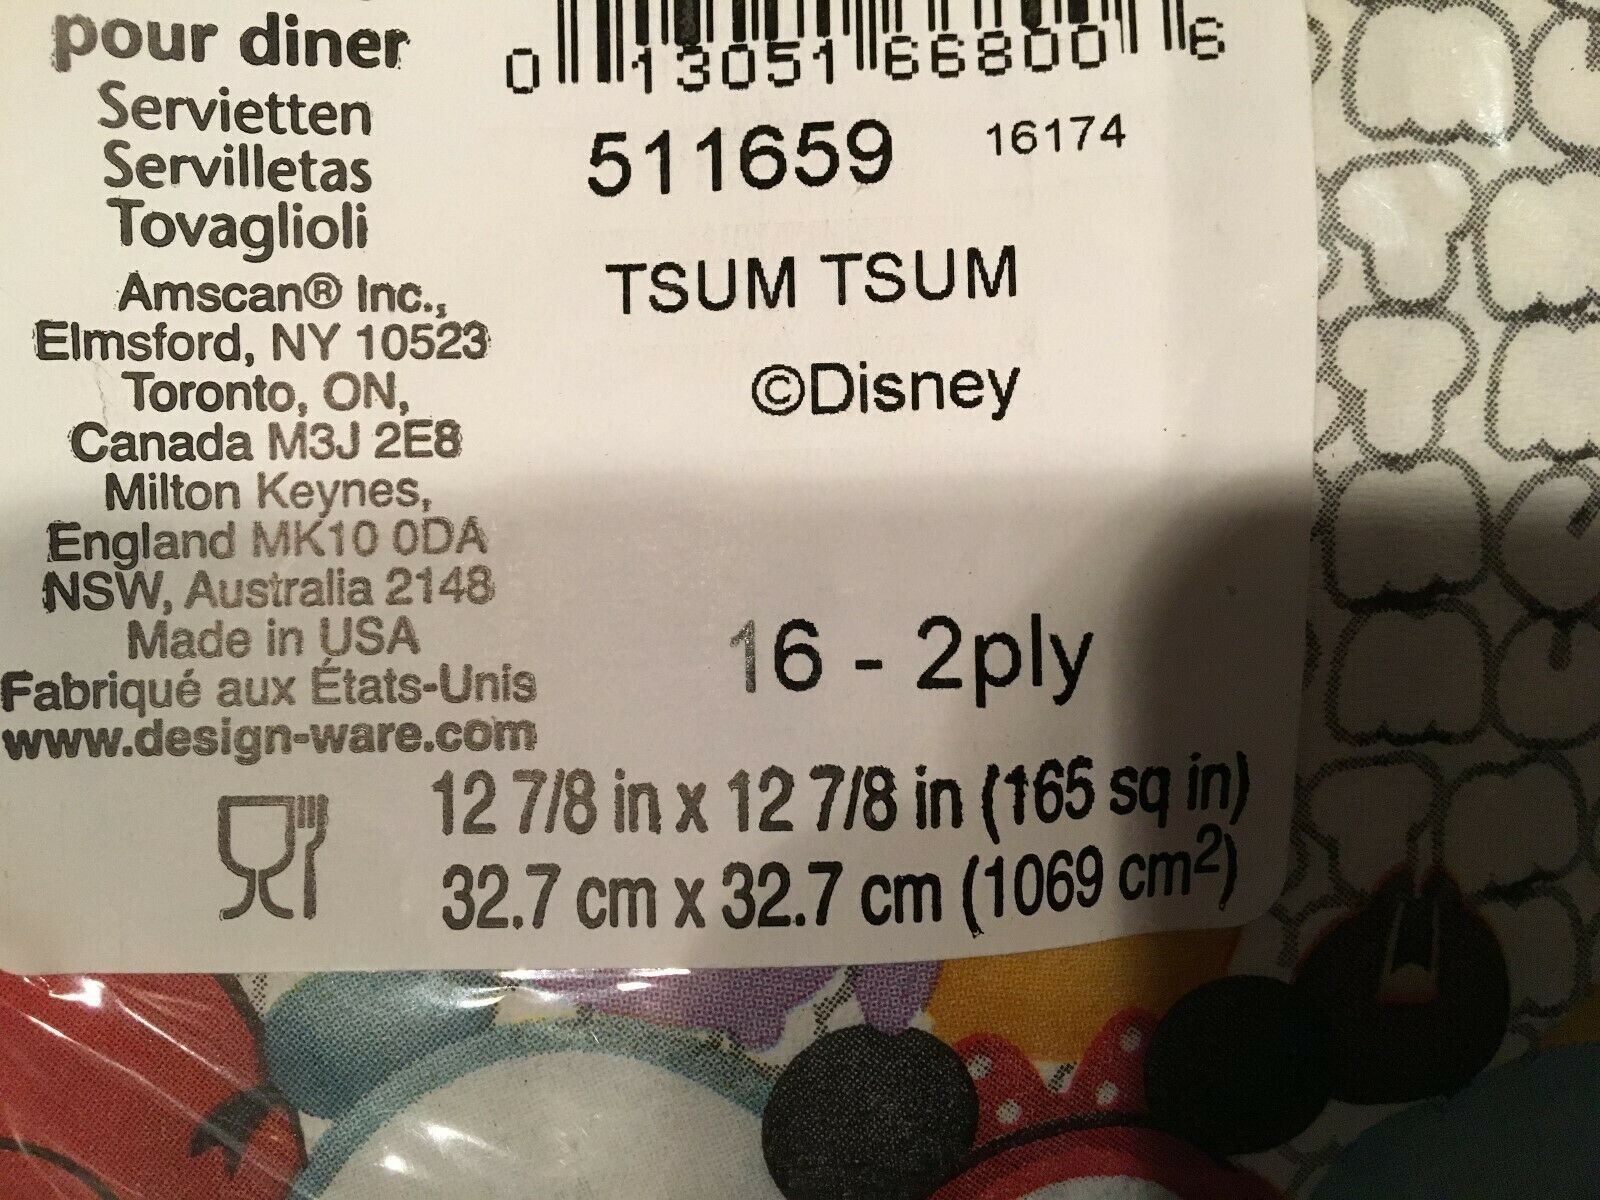 pour diner
Servietten
Servilletas
Tovaglioli
Amscan® Inc.,
Elmsford, NY 10523
Toronto, ON,
Canada M3J 2E8
Milton Keynes,
England MK10 0DA
NSW, Australia 2148
Made in USA
Fabriqué aux États-Unis
www.design-ware.com
0 13051 66800 6
511659 16174
TSUM TSUM
©Disney
16 - 2ply
12 7/8 in x 12 7/8 in (165 sq in)
32.7 cm x 32.7 cm (1069 cm²)